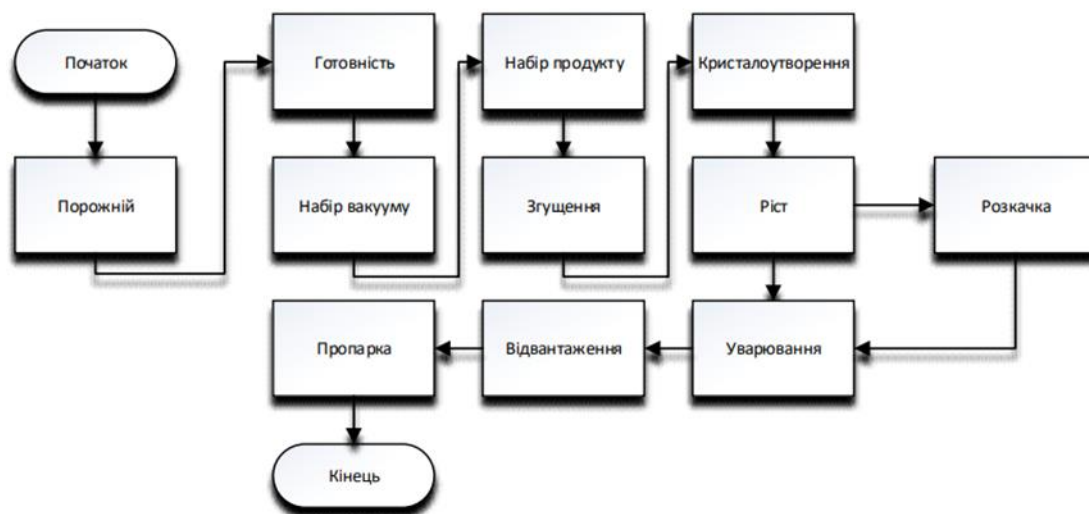 Початок
Готовність
Набір продукту
Кристалоутворення
Порожній
Набір вакууму
Згущення
Ріст
Розкачка
Пропарка
Відвантаження
Уварювання
Кінець